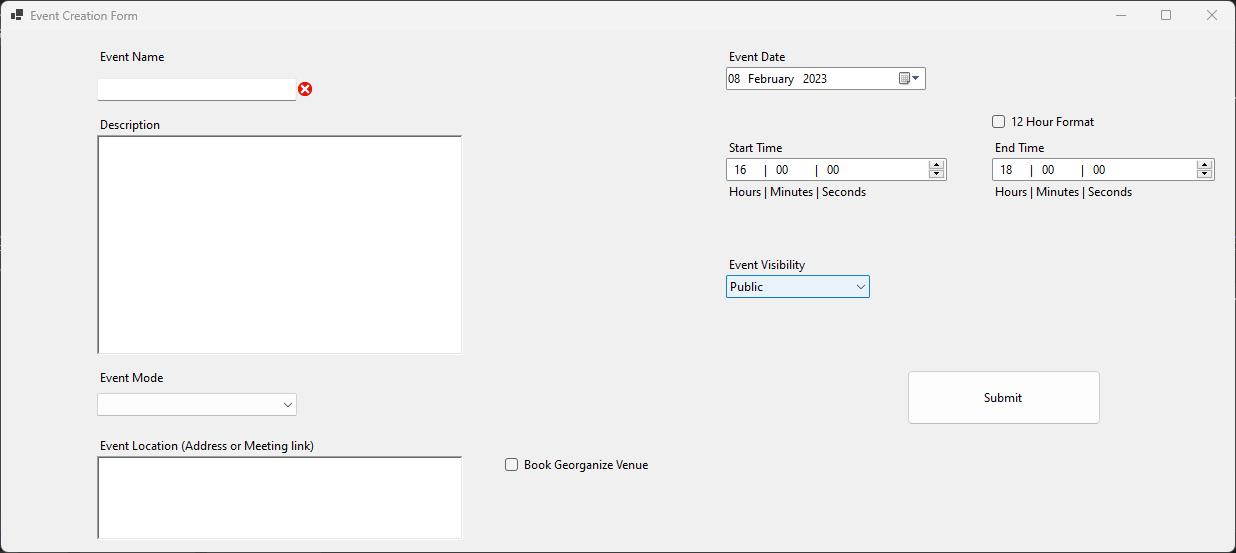 Event Creation Form
Event Name
Event Date
08 February 2023
Description
12 Hour Format
Start Time
End Time
16 | 00 | 00
18 | 00 | 00
Hours | Minutes | Seconds
Hours | Minutes | Seconds
Event Visibility
Public
Event Mode
Submit
Event Location (Address or Meeting link)
Book Georganize Venue